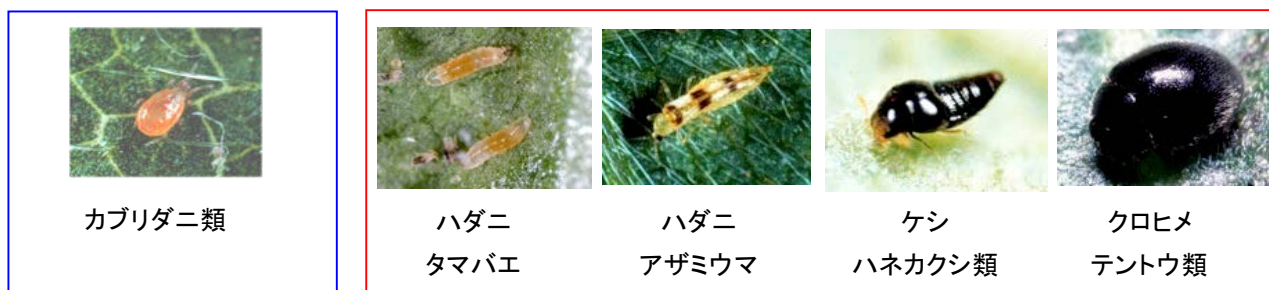 カブリダニ類
ハダニ
タマバエ
ハダニ
アザミウマ
ケシ
ハネカクシ類
クロヒメ
テントウ類